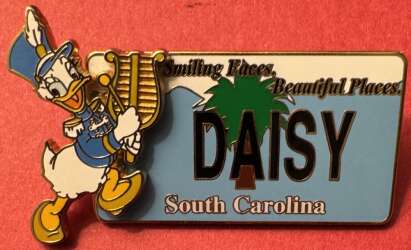 Smiling Faces.
Beautiful Places.
DAISY
South Carolina